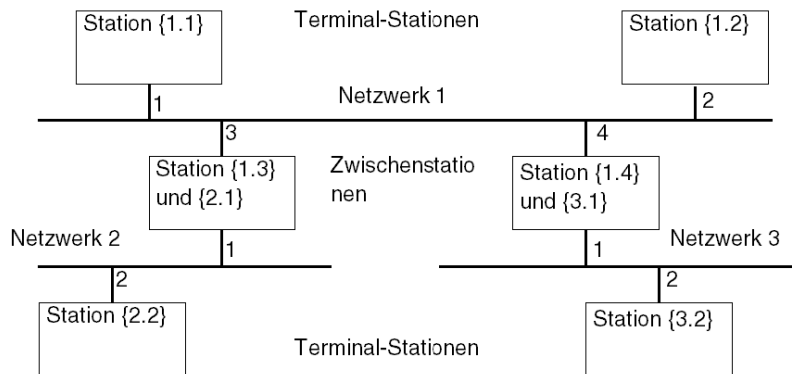 Station {1.1}
Terminal-Stationen
Station {1.2}
1
Netzwerk 1
2
3
4
Station {1.3}
und {2.1}
Zwischenstatio
nen
Station {1.4}
und {3.1}
Netzwerk 2
1
1
Netzwerk 3
2
2
Station {2.2}
Station {3.2}
Terminal-Stationen